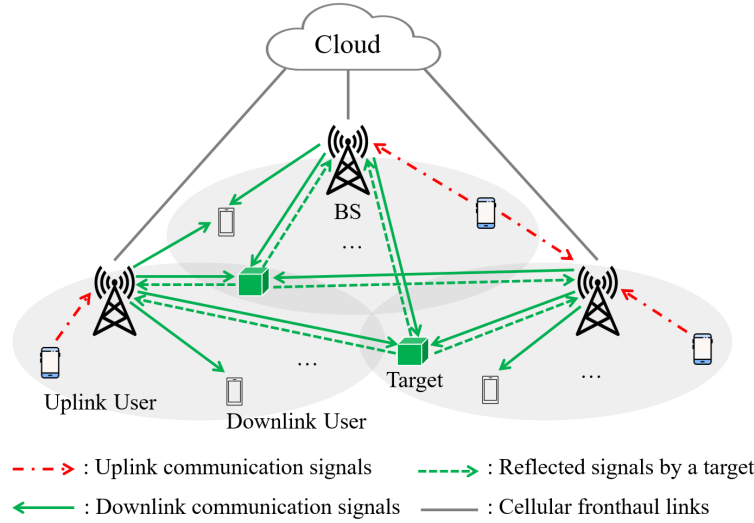 Cloud
BS
...
...
...
Target
Uplink User
Downlink User
: Uplink communication signals
: Reflected signals by a target
: Downlink communication signals
: Cellular fronthaul links